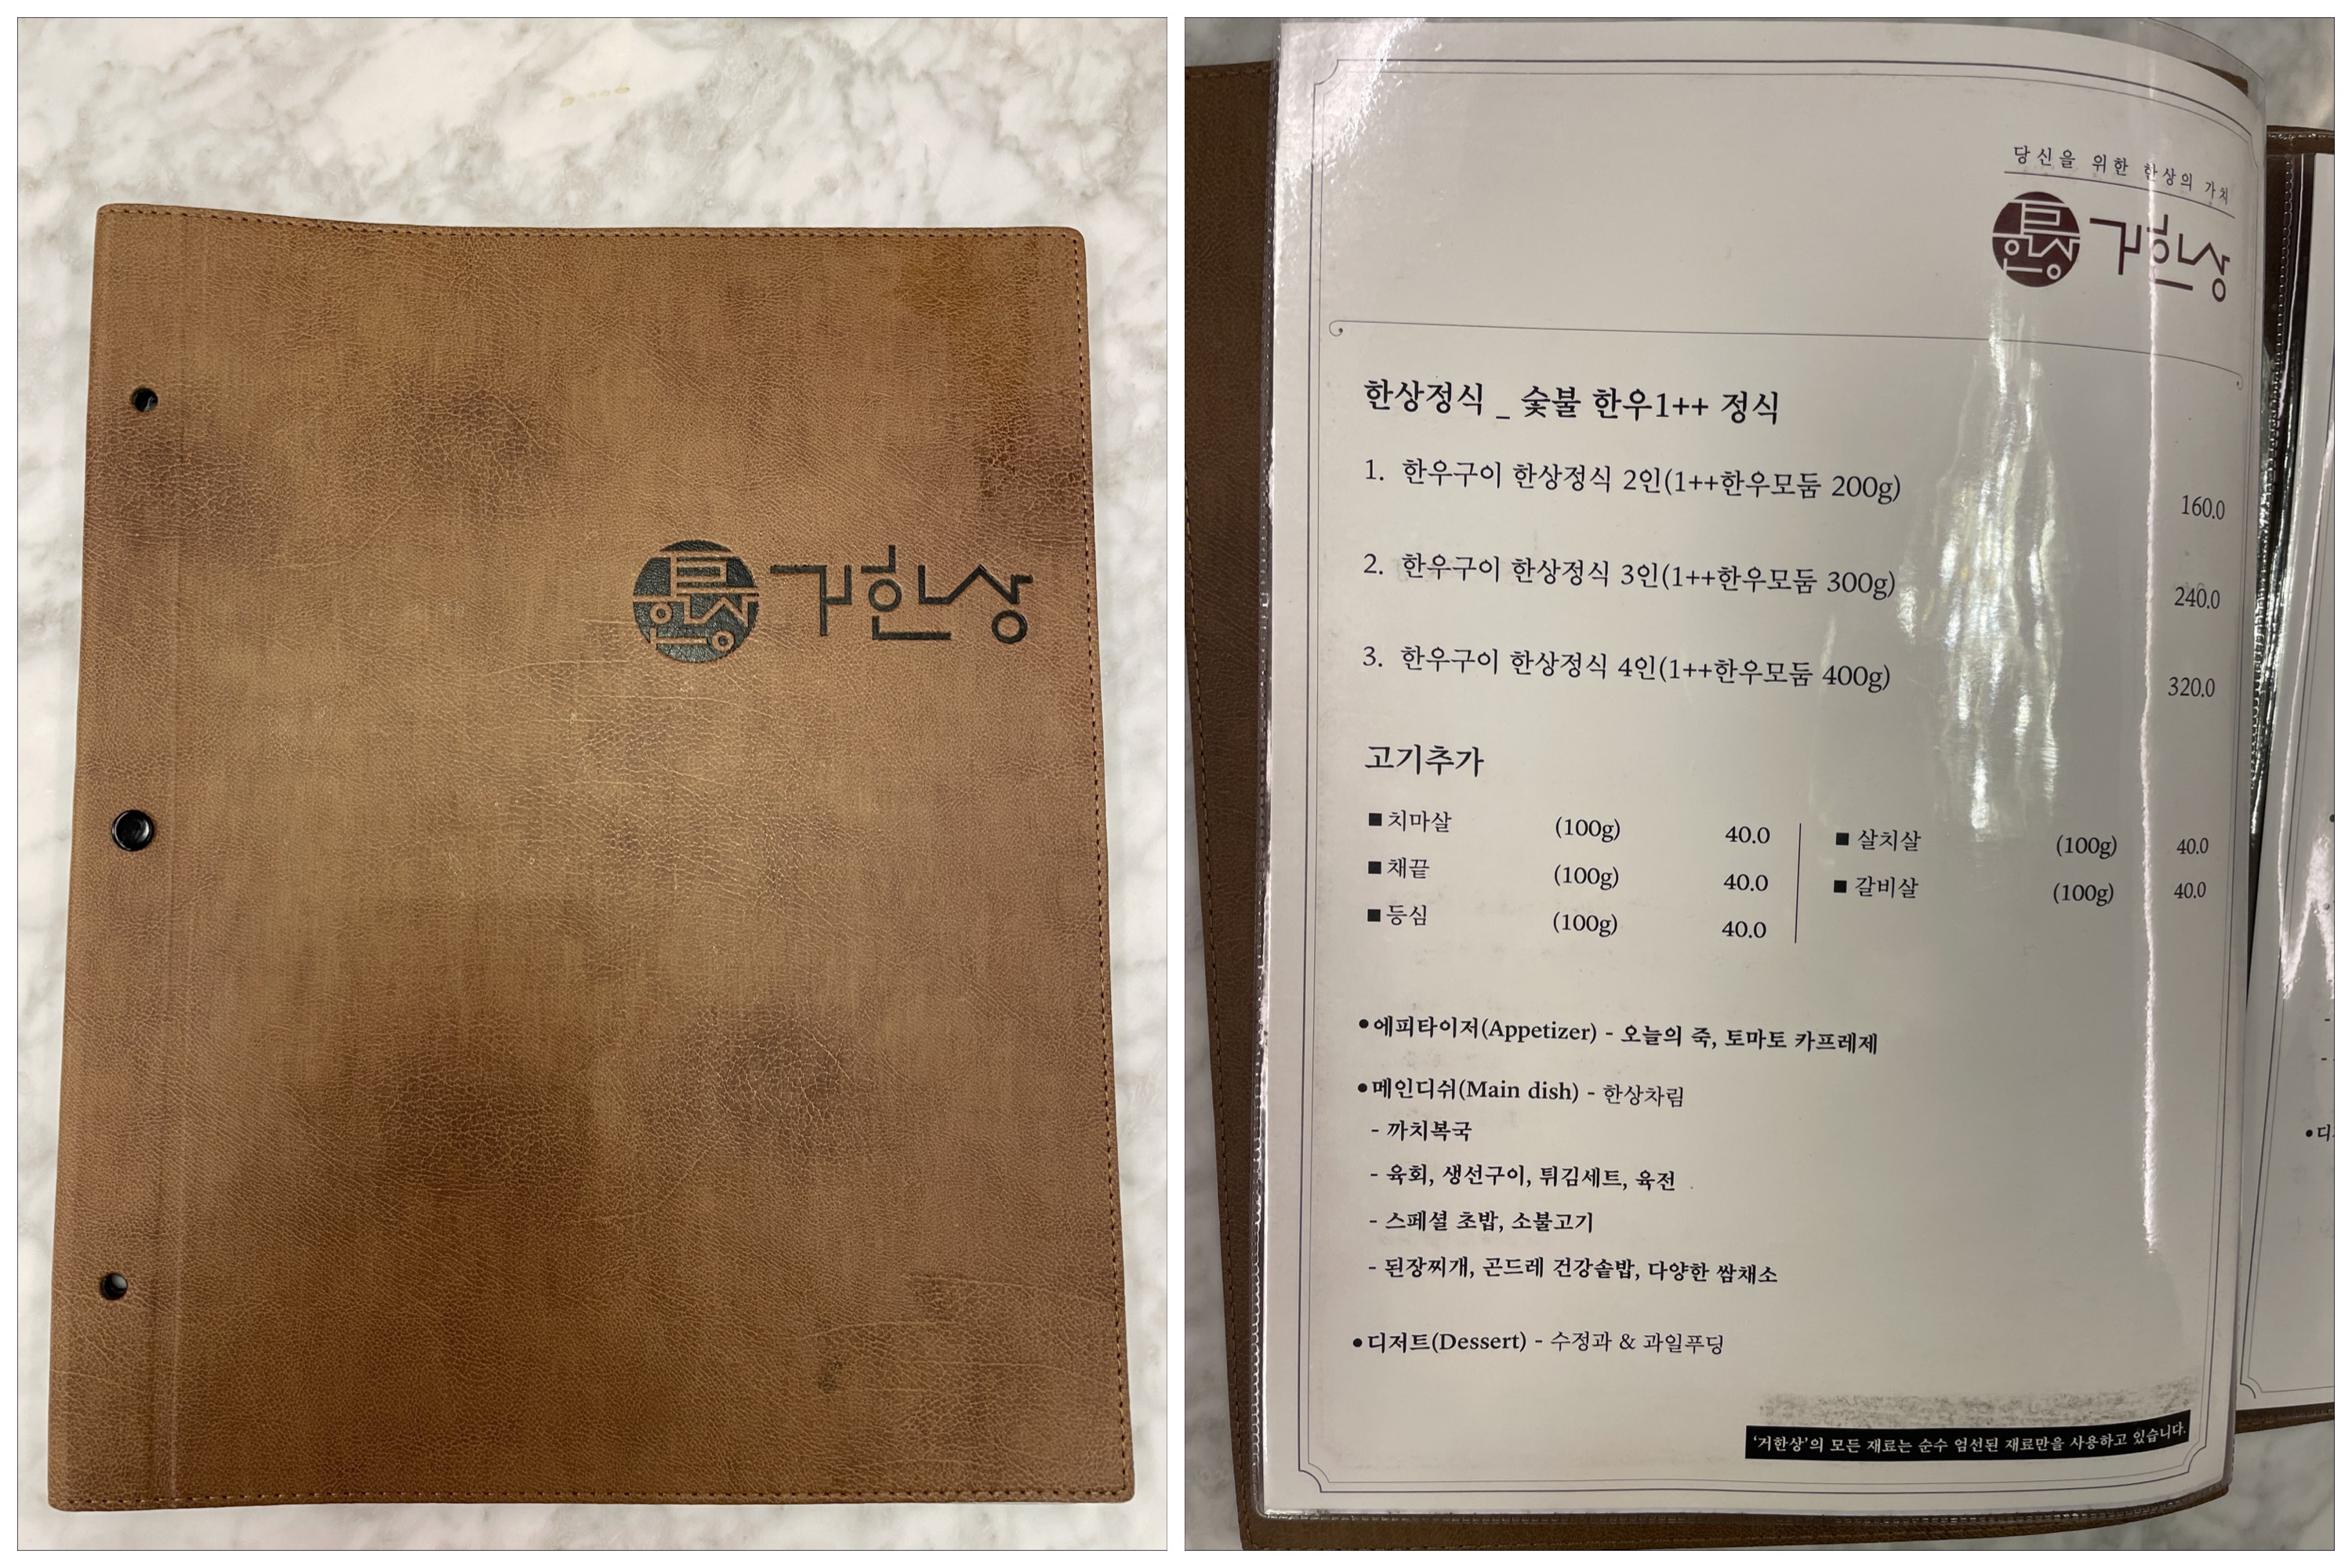 거한상
당신을 위한 한상의 가치
거한상
한상정식 _ 숯불 한우1++ 정식
1. 한우구이 한상정식 2인(1++한우모둠 200g) 160.0
2. 한우구이 한상정식 3인(1++한우모둠 300g) 240.0
3. 한우구이 한상정식 4인(1++한우모둠 400g) 320.0
고기추가
■ 치마살 (100g) 40.0
■ 채끝 (100g) 40.0
■ 등심 (100g) 40.0
■ 살치살 (100g) 40.0
■ 갈비살 (100g) 40.0
• 에피타이저(Appetizer) - 오늘의 죽, 토마토 카프레제
• 메인디쉬(Main dish) - 한상차림
- 까치복국
- 육회, 생선구이, 튀김세트, 육전
- 스페셜 초밥, 소불고기
- 된장찌개, 곤드레 건강솥밥, 다양한 쌈채소
• 디저트(Dessert) - 수정과 & 과일푸딩
'거한상'의 모든 재료는 순수 엄선된 재료만을 사용하고 있습니다.